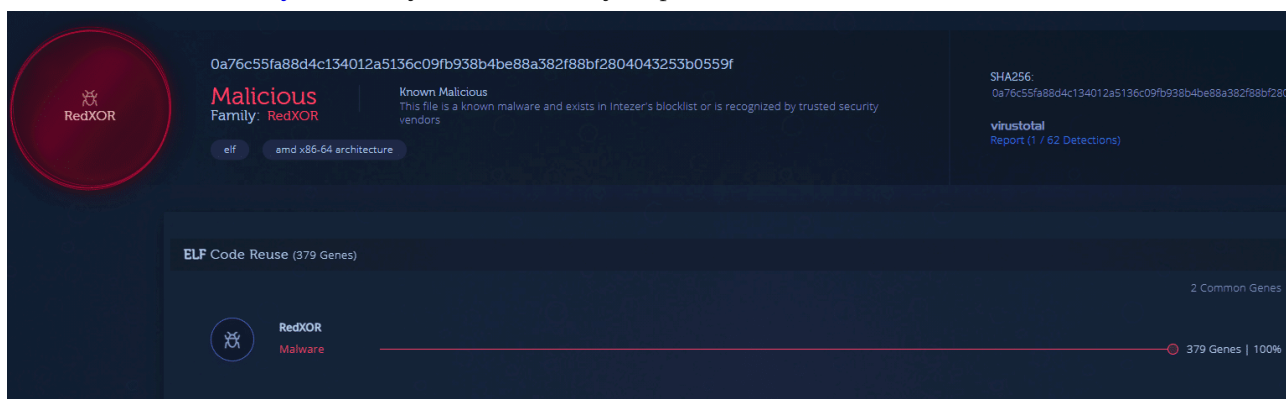 RedXOR
0a76c55fa88d4c134012a5136c09fb938b4be88a382f88bf2804043253b0559f
Malicious
Family: RedXOR
Known Malicious
This file is a known malware and exists in Intezer's blocklist or is recognized by trusted security
vendors
elf
amd x86-64 architecture
SHA256:
0a76c55fa88d4c134012a5136c09fb938b4be88a382f88bf280
virustotal
Report (1 / 62 Detections)
ELF Code Reuse (379 Genes)
2 Common Genes
RedXOR
Malware
379 Genes | 100%